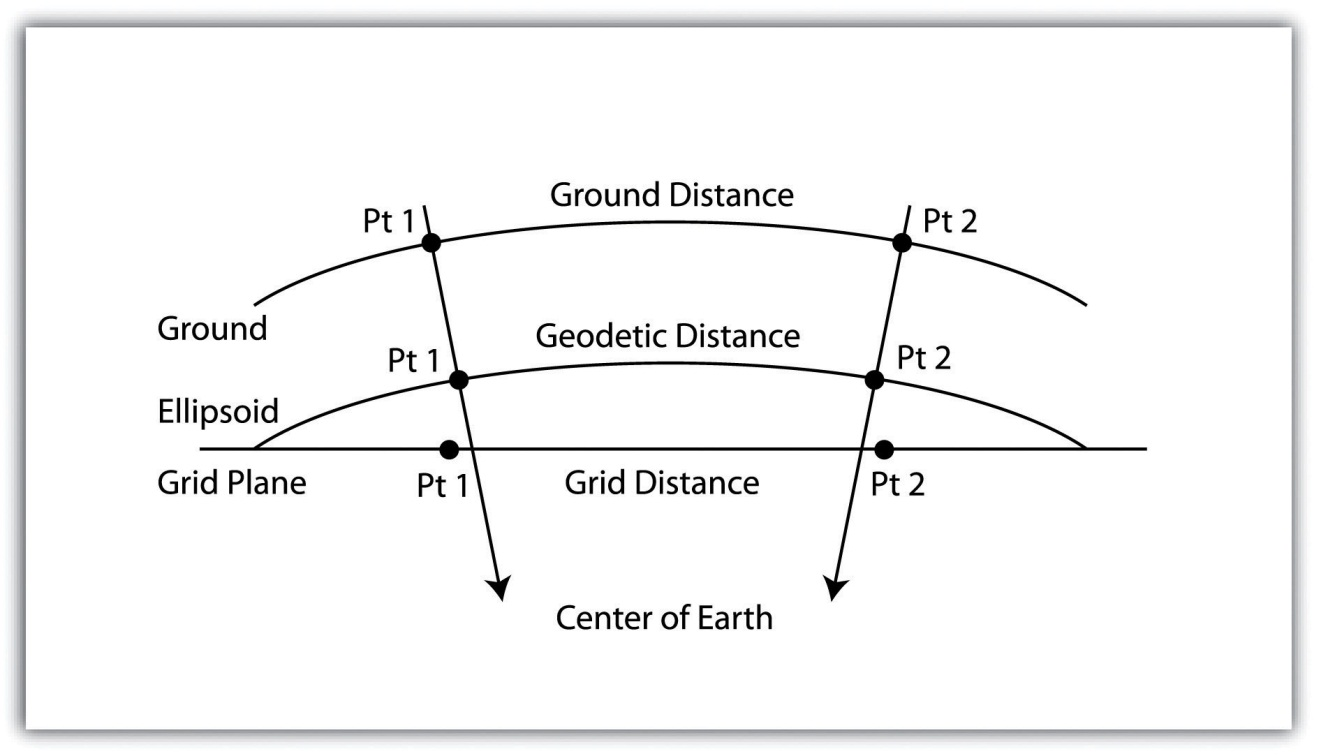 Ground Distance
Pt 1
Pt 2
Ground
Geodetic Distance
Pt 1
Pt 2
Ellipsoid
Grid Plane
Pt 1
Grid Distance
Pt 2
Center of Earth